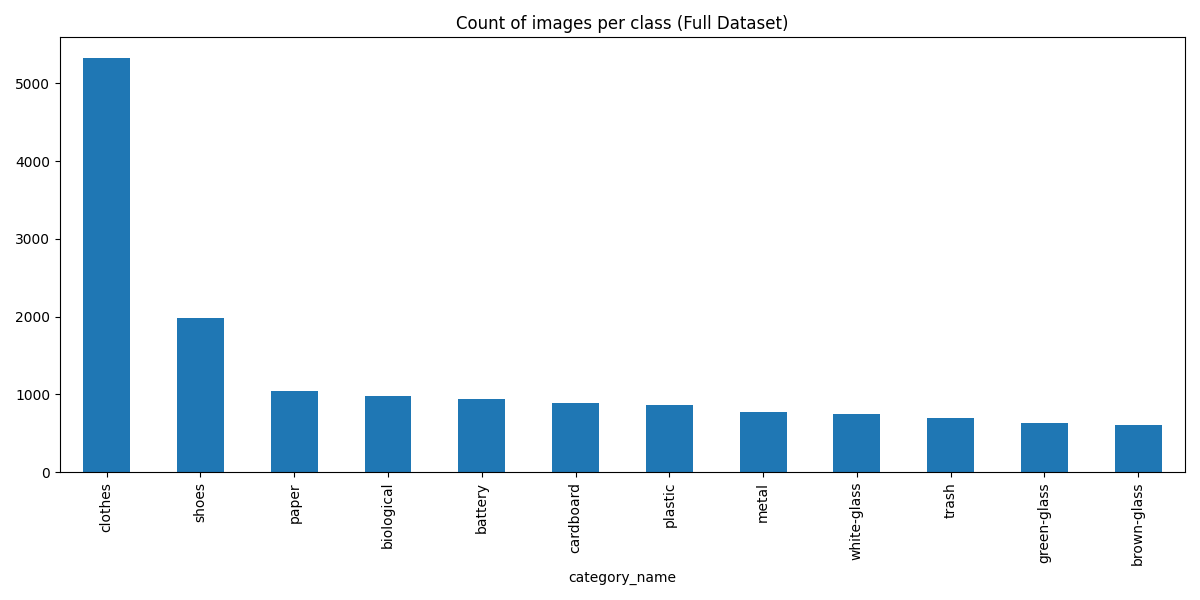 Count of images per class (Full Dataset)
5000
4000
3000
2000
1000
0
clothes
shoes
paper
biological
battery
cardboard
plastic
metal
white-glass
trash
green-glass
brown-glass
category_name